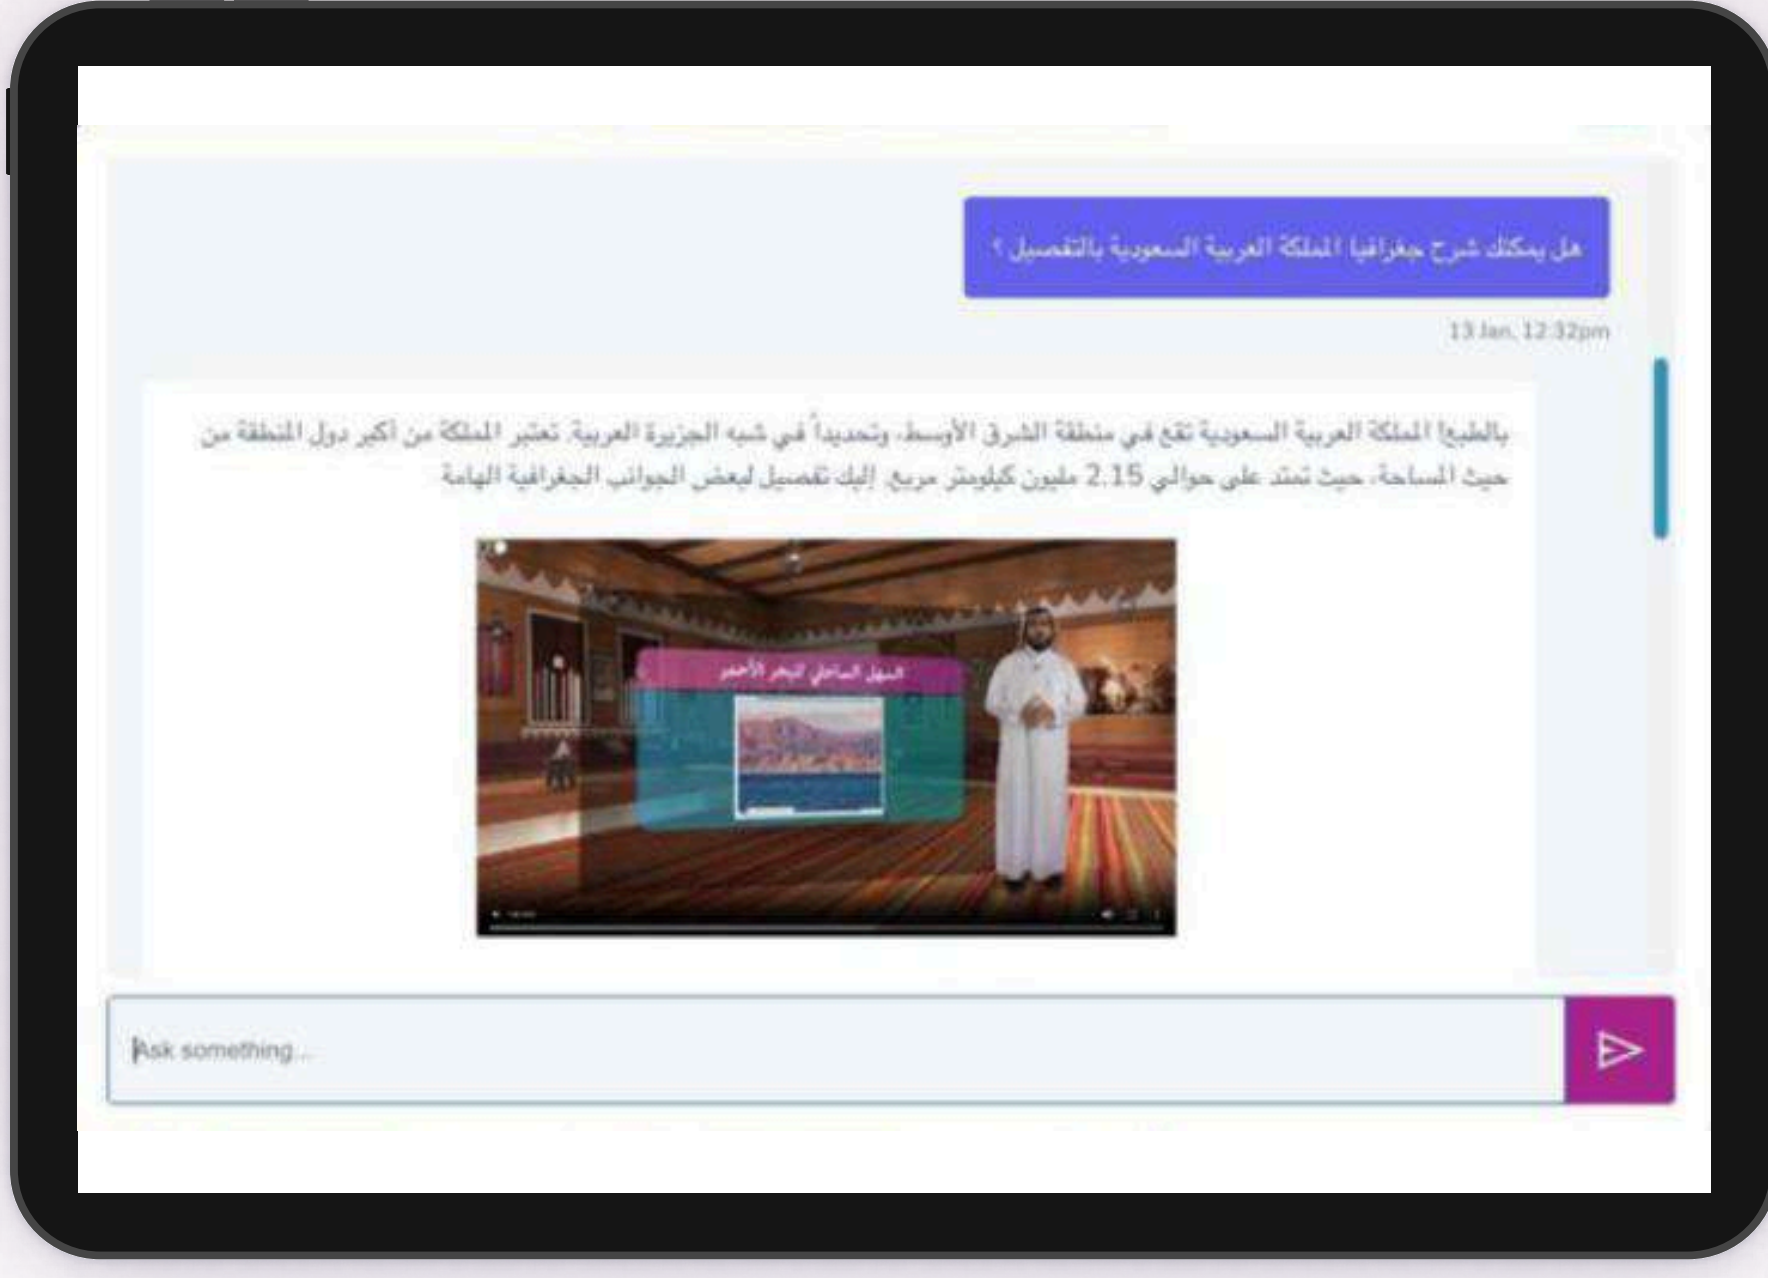 هل يمكنك شرح جغرافيا المملكة العربية السعودية بالتفصيل ؟
13 Jan, 12:32pm
بالطبع! المملكة العربية السعودية تقع في منطقة الشرق الأوسط، وتحديداً في شبه الجزيرة العربية. تعتبر المملكة من أكبر دول المنطقة من
حيث المساحة، حيث تمتد على حوالي 2.15 مليون كيلومتر مربع. إليك تفصيل لبعض الجوانب الجغرافية الهامة
السهل الساحلي للبحر الأحمر
Ask something...